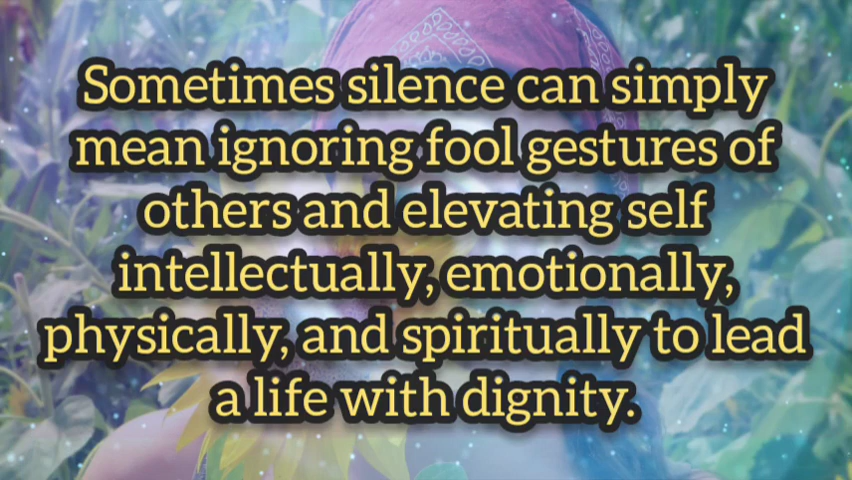 Sometimes silence can simply
mean ignoring fool gestures of
others and elevating self
intellectually, emotionally,
physically, and spiritually to lead
a life with dignity.